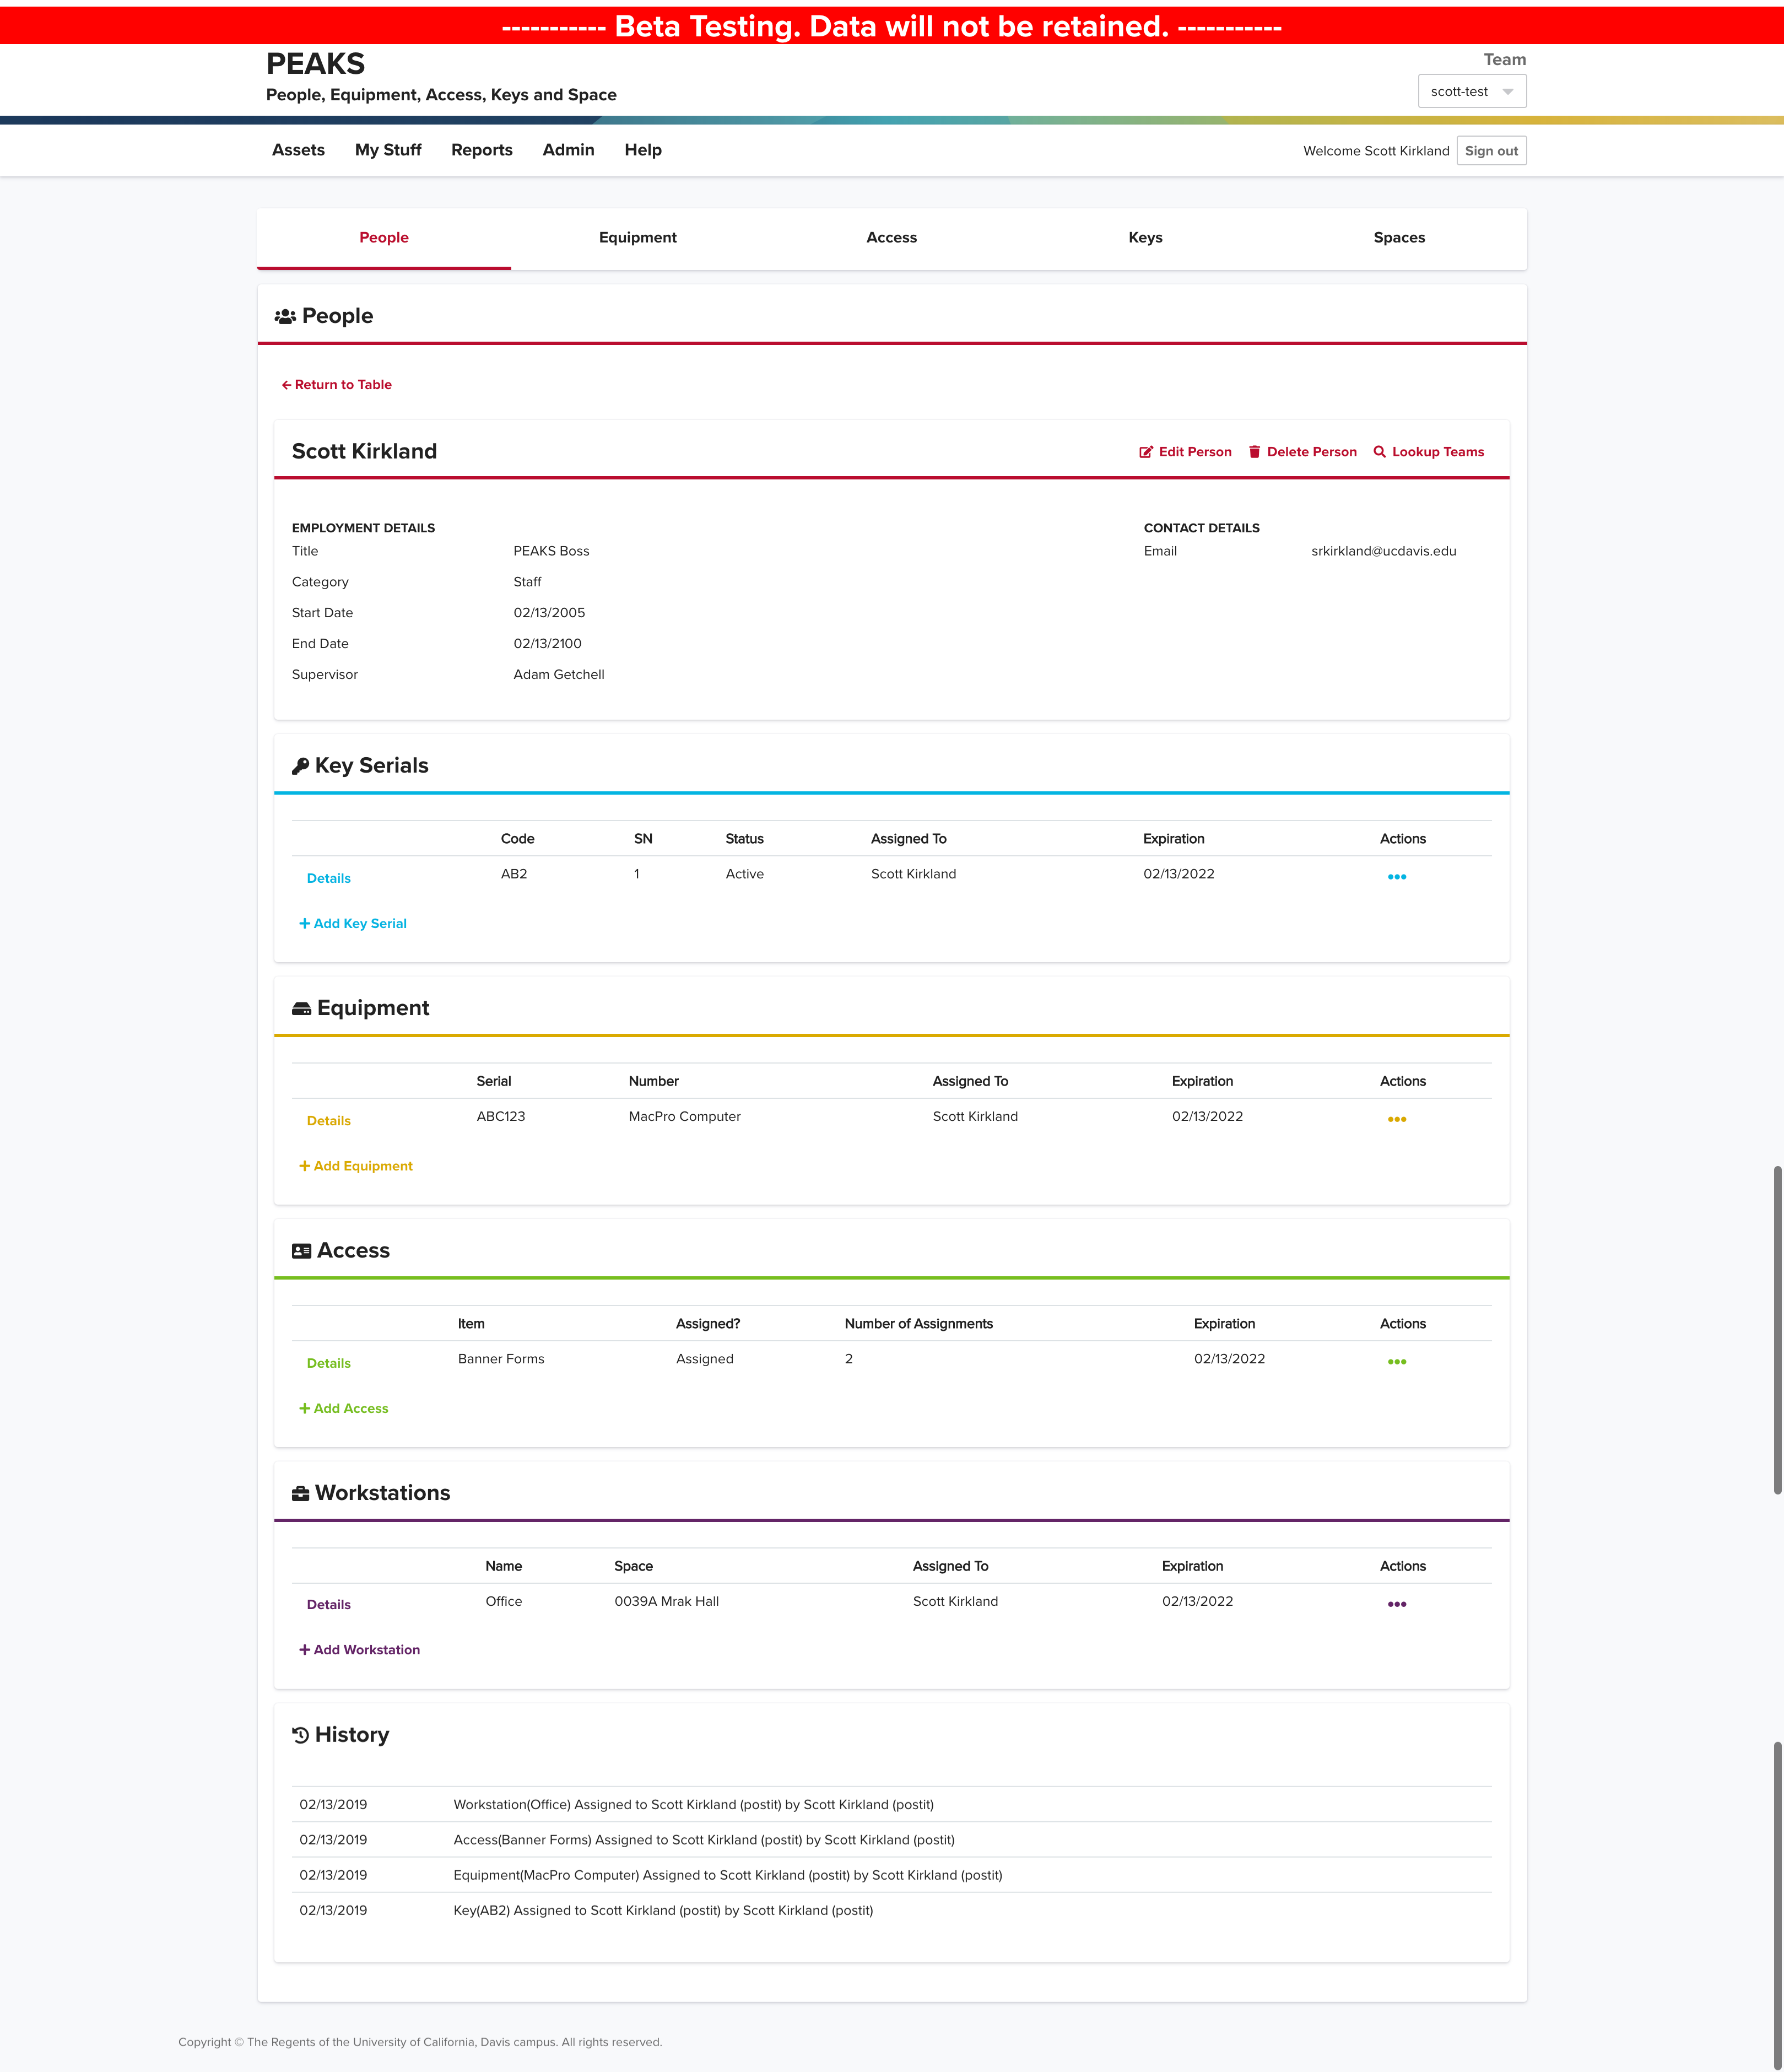 ----------- Beta Testing. Data will not be retained. -----------
PEAKS
People, Equipment, Access, Keys and Space
Team
scott-test
Assets My Stuff Reports Admin Help
Welcome Scott Kirkland Sign out
People Equipment Access Keys Spaces
People
Return to Table
Scott Kirkland
Edit Person Delete Person Lookup Teams
EMPLOYMENT DETAILS
Title PEAKS Boss
Category Staff
Start Date 02/13/2005
End Date 02/13/2100
Supervisor Adam Getchell
CONTACT DETAILS
Email srkirkland@ucdavis.edu
Key Serials
Code SN Status Assigned To Expiration Actions
Details AB2 1 Active Scott Kirkland 02/13/2022
Add Key Serial
Equipment
Serial Number Assigned To Expiration Actions
Details ABC123 MacPro Computer Scott Kirkland 02/13/2022
Add Equipment
Access
Item Assigned? Number of Assignments Expiration Actions
Details Banner Forms Assigned 2 02/13/2022
Add Access
Workstations
Name Space Assigned To Expiration Actions
Details Office 0039A Mrak Hall Scott Kirkland 02/13/2022
Add Workstation
History
02/13/2019 Workstation(Office) Assigned to Scott Kirkland (postit) by Scott Kirkland (postit)
02/13/2019 Access(Banner Forms) Assigned to Scott Kirkland (postit) by Scott Kirkland (postit)
02/13/2019 Equipment(MacPro Computer) Assigned to Scott Kirkland (postit) by Scott Kirkland (postit)
02/13/2019 Key(AB2) Assigned to Scott Kirkland (postit) by Scott Kirkland (postit)
Copyright © The Regents of the University of California, Davis campus. All rights reserved.